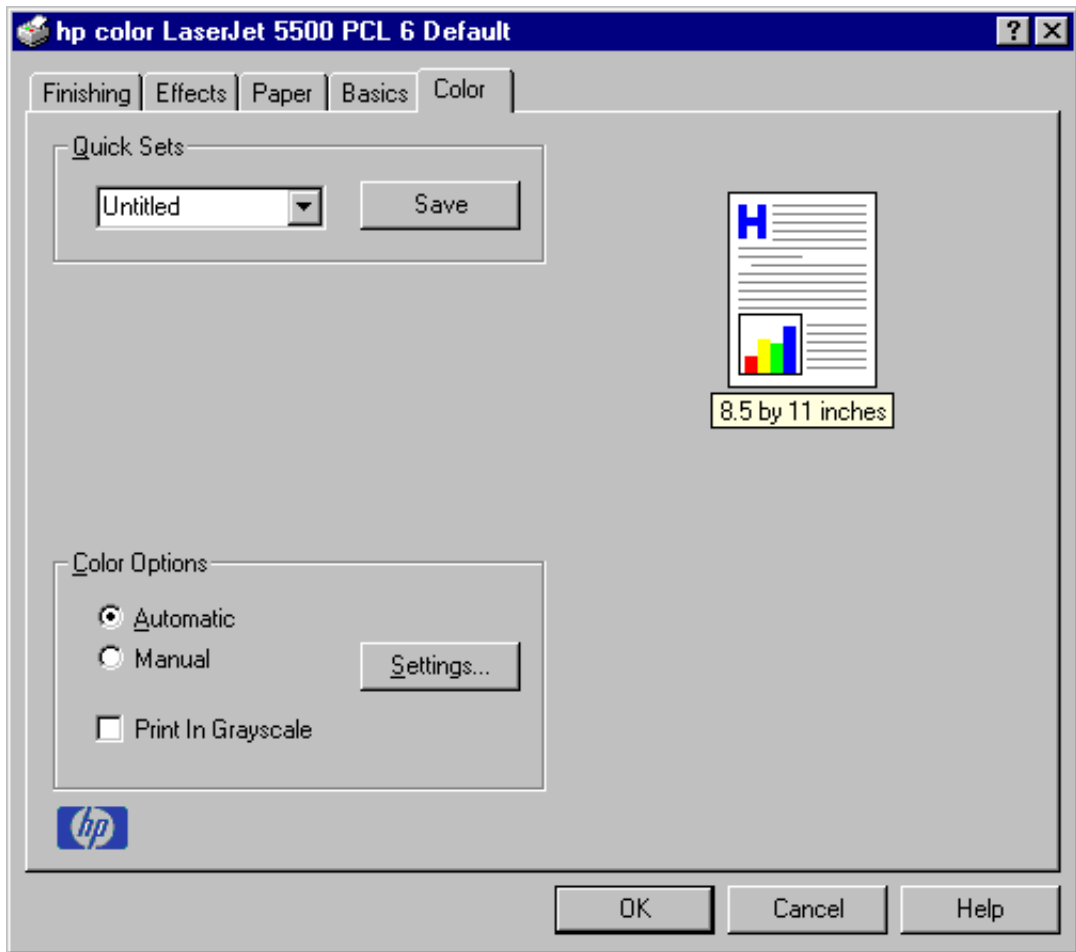 hp color LaserJet 5500 PCL 6 Default
Finishing Effects Paper Basics Color
Quick Sets
Untitled Save
H
8.5 by 11 inches
Color Options
Automatic
Manual
Settings...
Print In Grayscale
hp
OK Cancel Help